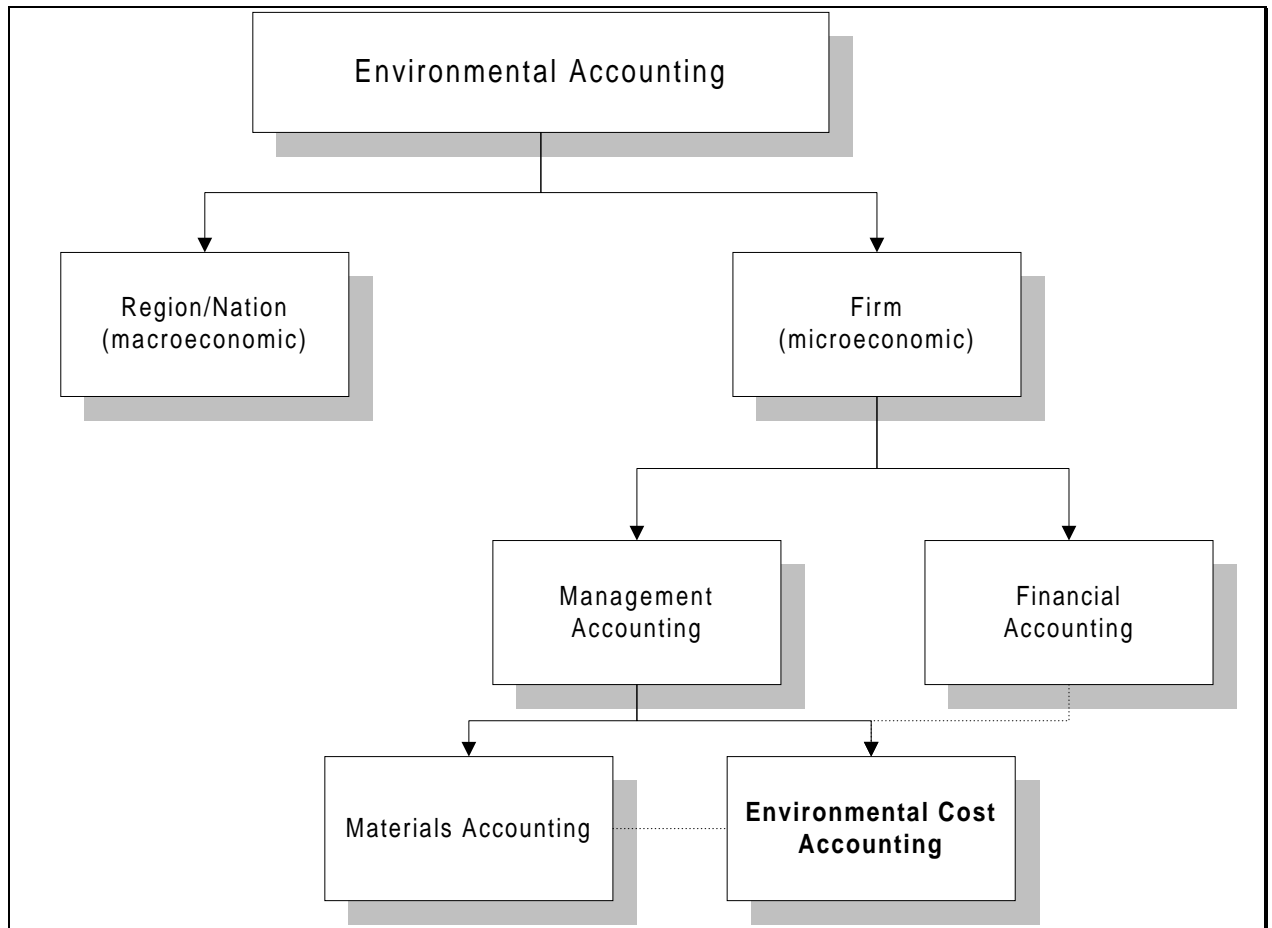 Environmental Accounting
Region/Nation
(macroeconomic)
Firm
(microeconomic)
Management
Accounting
Financial
Accounting
Materials Accounting
Environmental Cost
Accounting